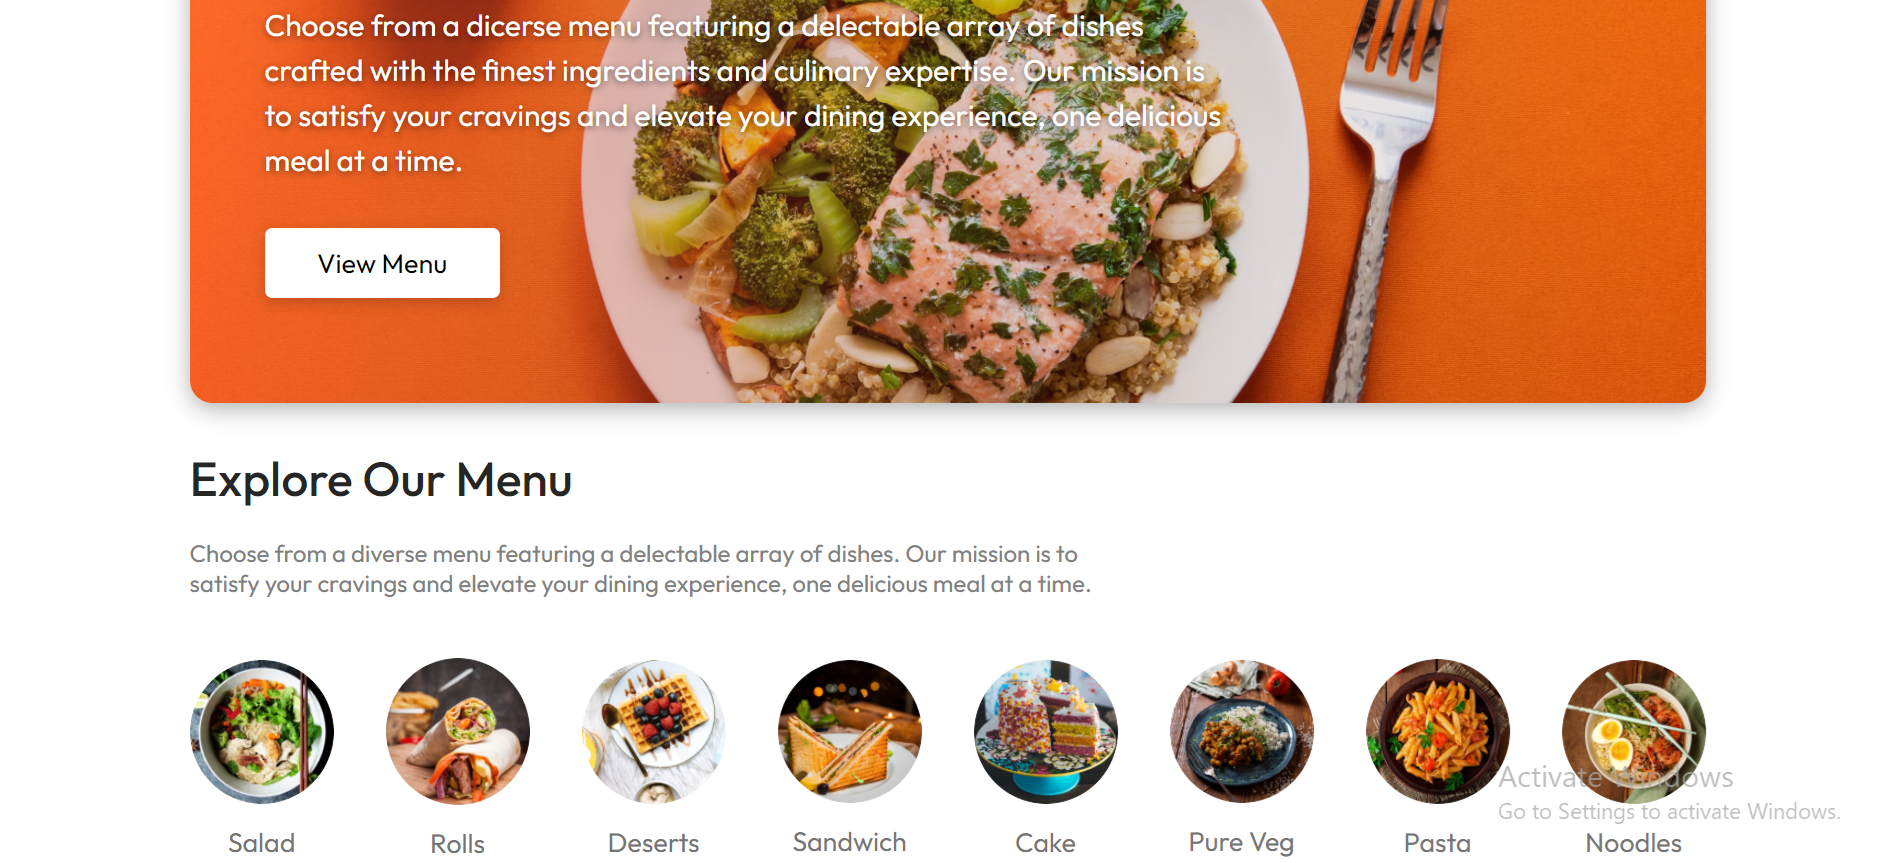 Choose from a dicerse menu featuring a delectable array of dishes
crafted with the finest ingredients and culinary expertise. Our mission is
to satisfy your cravings and elevate your dining experience, one delicious
meal at a time.
View Menu
Explore Our Menu
Choose from a diverse menu featuring a delectable array of dishes. Our mission is to
satisfy your cravings and elevate your dining experience, one delicious meal at a time.
Salad Rolls Deserts Sandwich Cake Pure Veg Pasta Noodles
Activate Windows
Go to Settings to activate Windows.